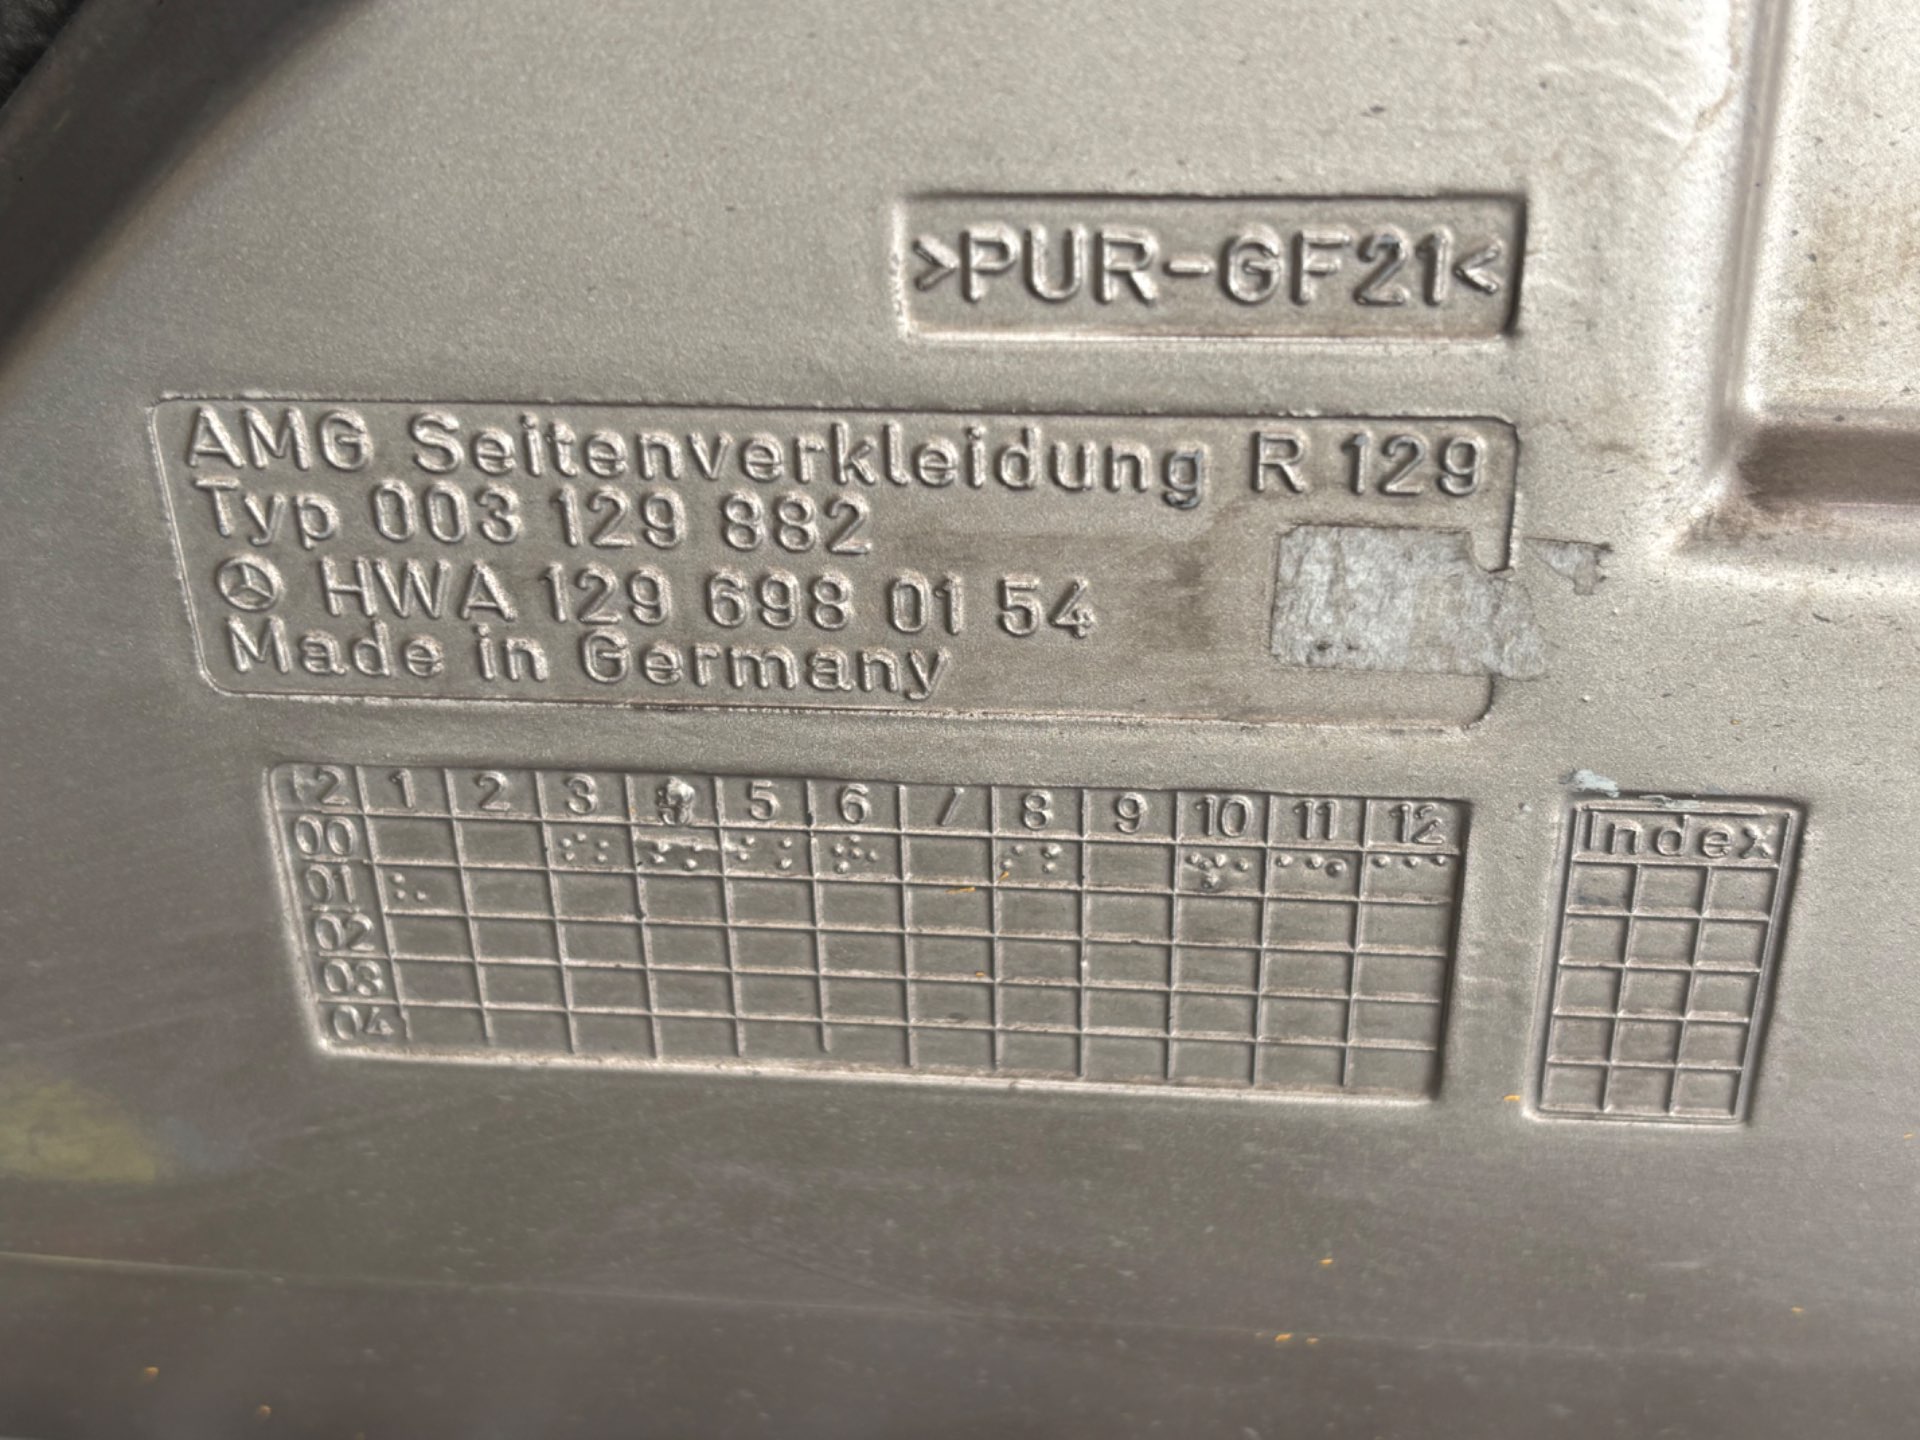 >PUR-GF21<
AMG Seitenverkleidung R 129
Typ 003 129 882
HWA 129 698 01 54
Made in Germany
1 2 3 5 6 7 8 9 10 11 12
00
01
02
03
04
Index